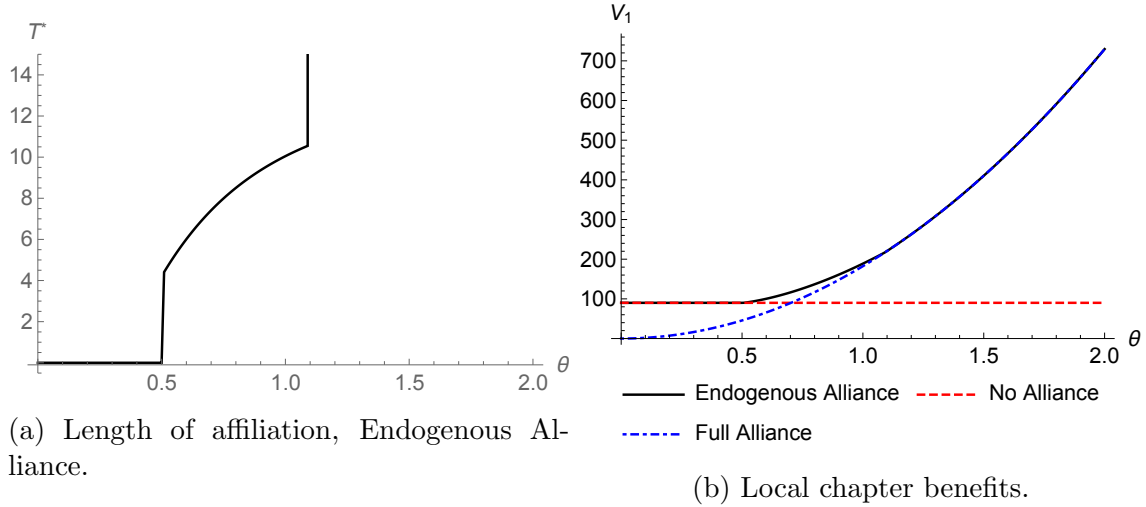 T*
14
12
10
8
6
4
2
0.5 1.0 1.5 2.0 θ
(a) Length of affiliation, Endogenous Al-
liance.
V1
700
600
500
400
300
200
100
0.5 1.0 1.5 2.0 θ
Endogenous Alliance No Alliance
Full Alliance
(b) Local chapter benefits.